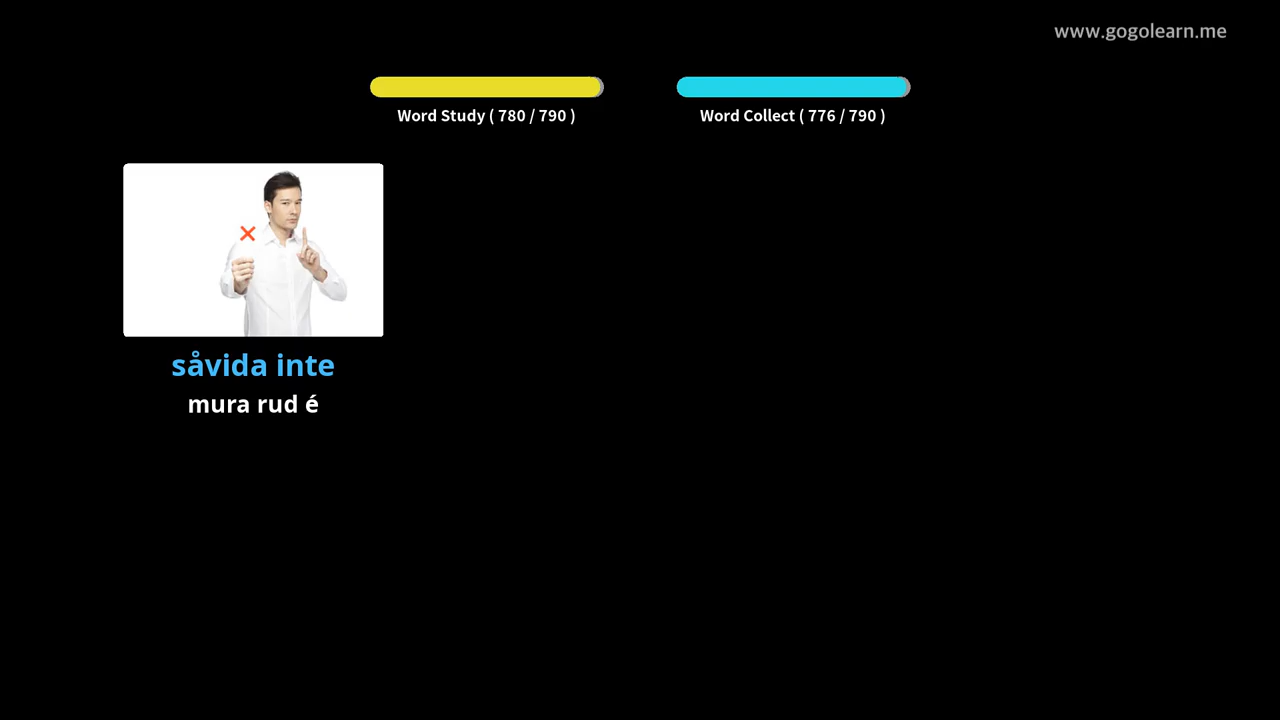 www.gogolearn.me
Word Study ( 780 / 790 )
Word Collect ( 776 / 790 )
såvida inte
mura rud é